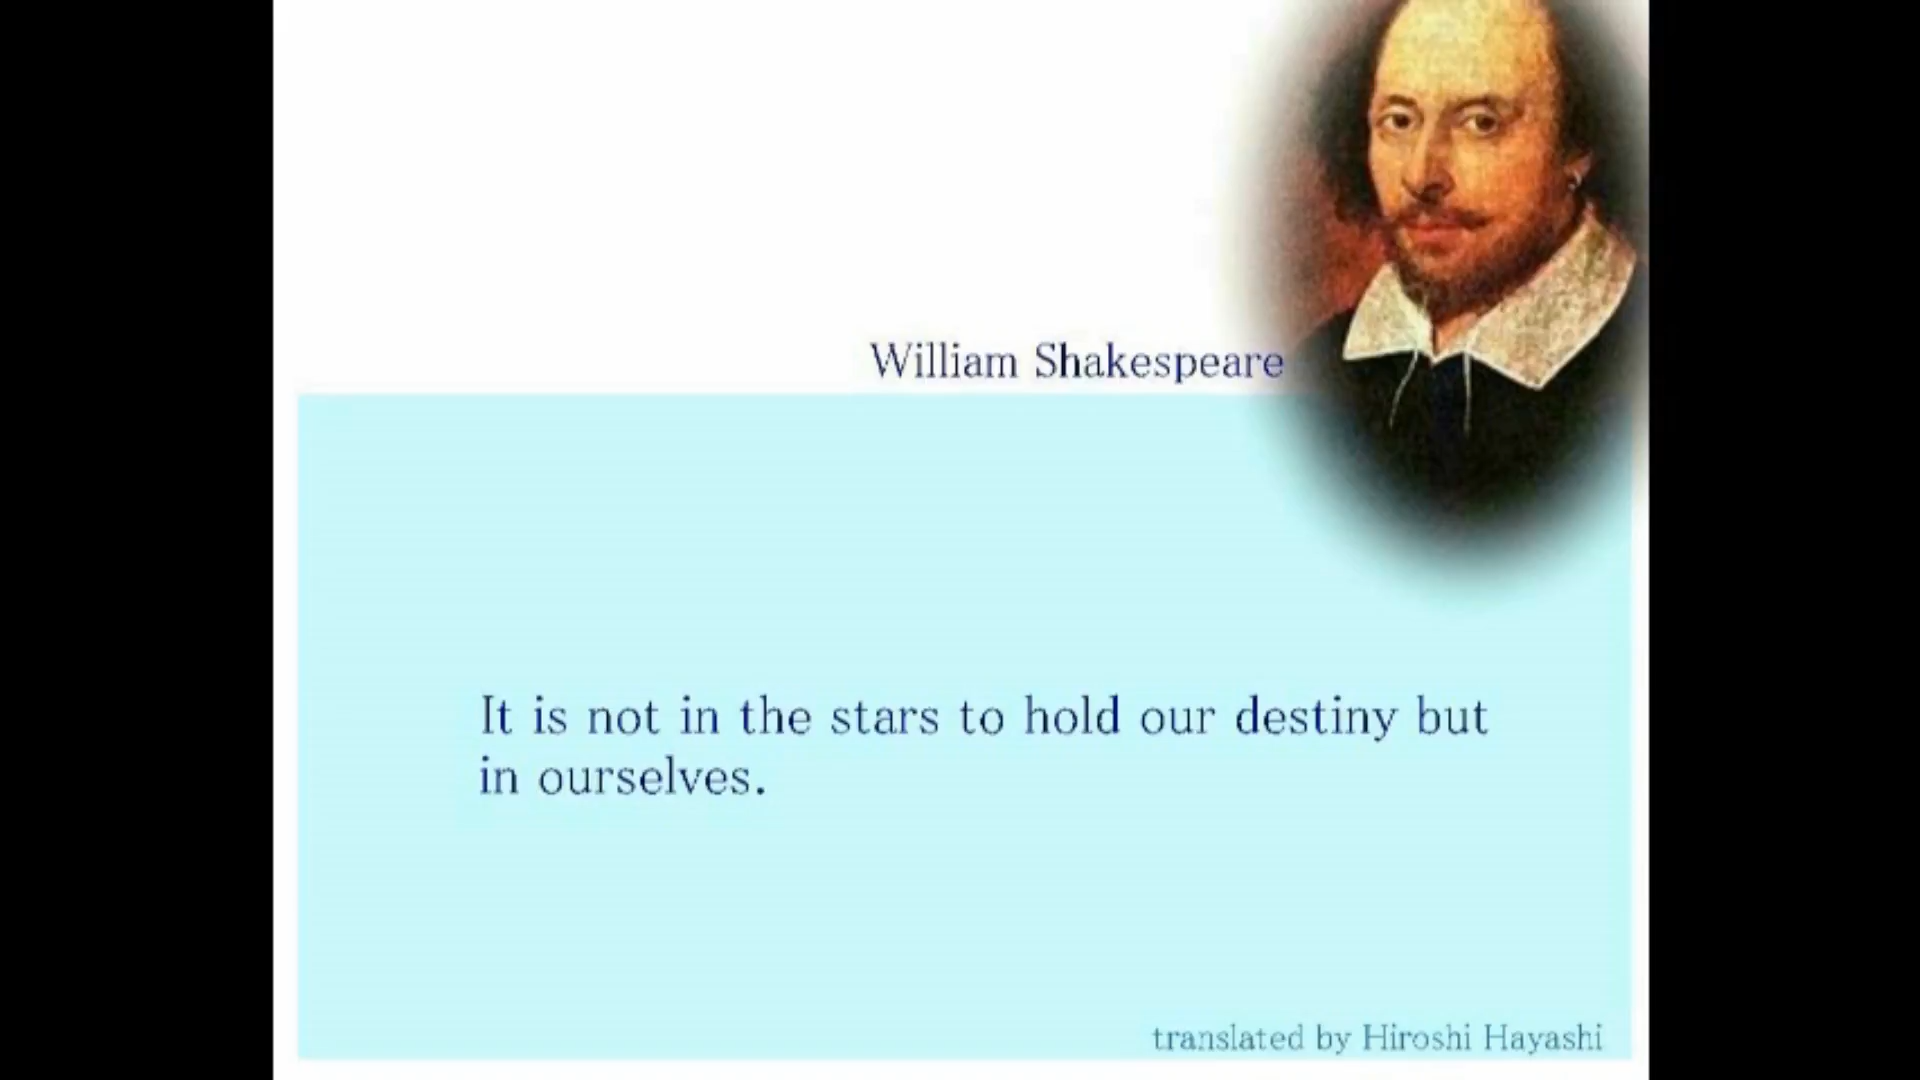 William Shakespeare
It is not in the stars to hold our destiny but
in ourselves.
translated by Hiroshi Hayashi